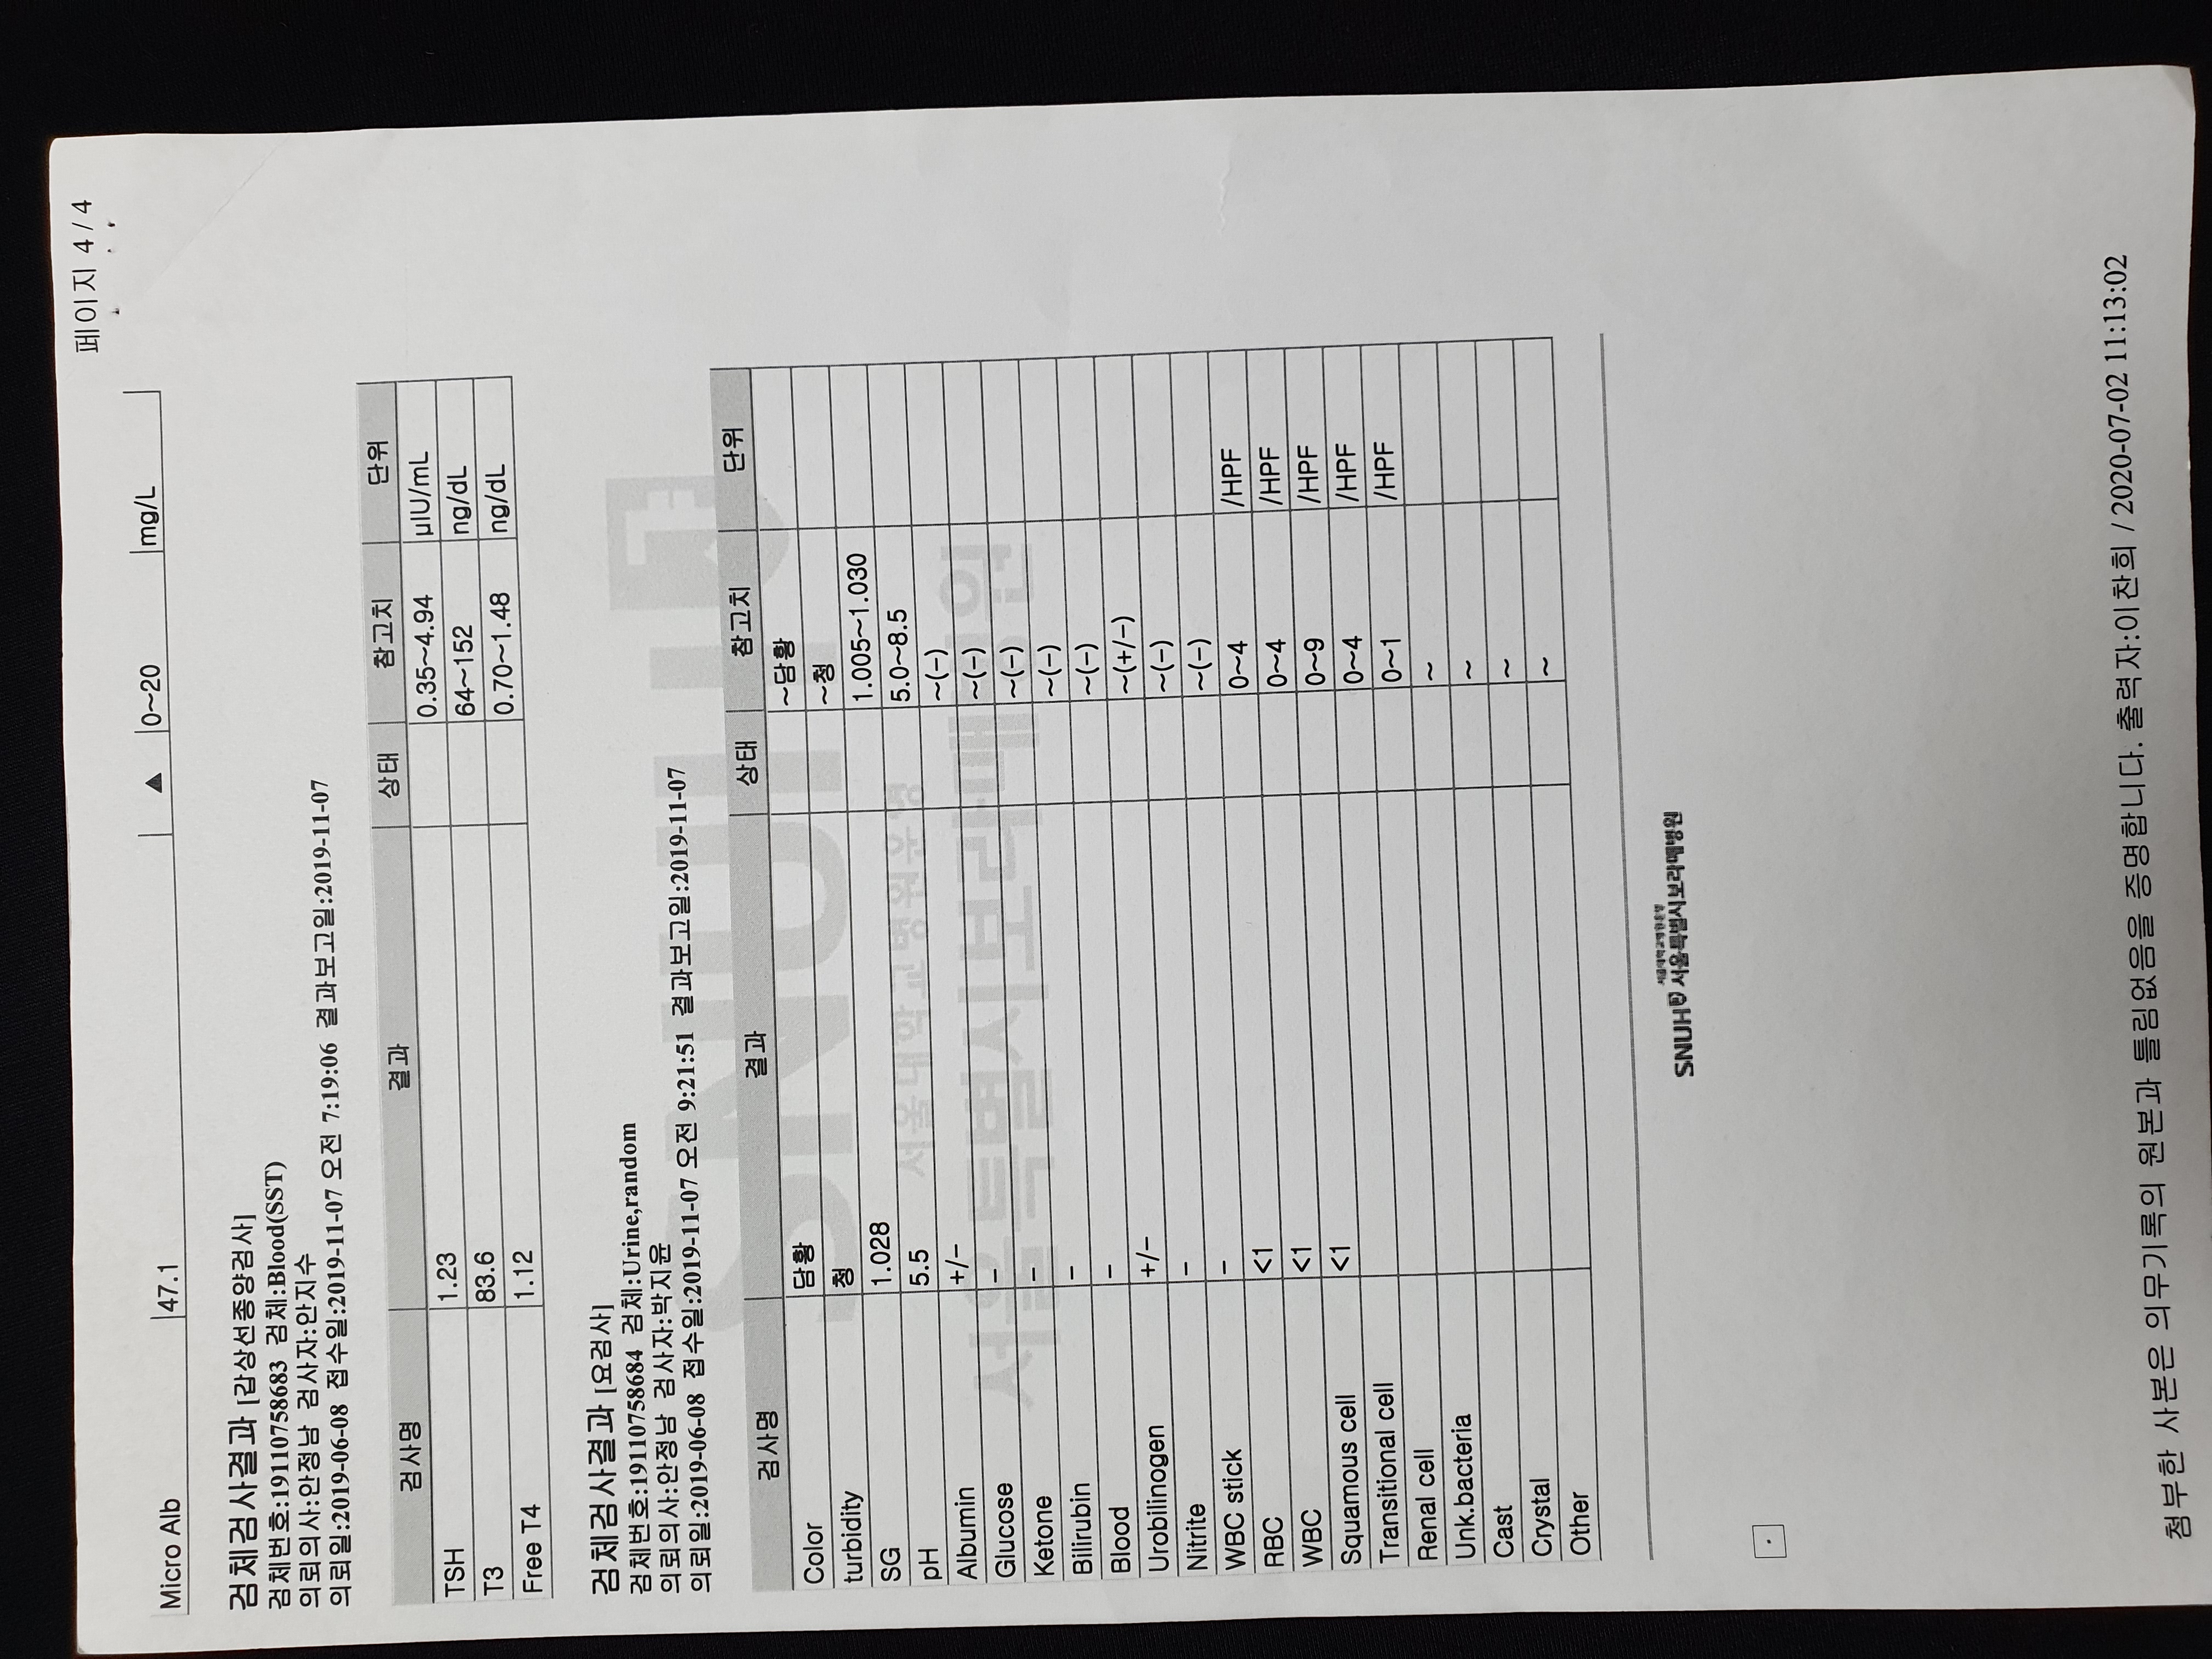 페이지 4 / 4
Micro Alb 47.1 ▲ 0~20 mg/L
검체검사결과 [갑상선종양검사]
검체번호:19110758683 검체:Blood(SST)
의뢰의사:안정남 검사자:안지수
의뢰일:2019-06-08 접수일:2019-11-07 오전 7:19:06 결과보고일:2019-11-07
검사명 결과 상태 참고치 단위
TSH 1.23 0.35~4.94 µIU/mL
T3 83.6 64~152 ng/dL
Free T4 1.12 0.70~1.48 ng/dL
검체검사결과 [요검사]
검체번호:19110758684 검체:Urine,random
의뢰의사:안정남 검사자:박지윤
의뢰일:2019-06-08 접수일:2019-11-07 오전 9:21:51 결과보고일:2019-11-07
검사명 결과 상태 참고치 단위
Color 담황 ~담황
turbidity 청 ~청
SG 1.028 1.005~1.030
pH 5.5 5.0~8.5
Albumin +/- ~(-)
Glucose - ~(-)
Ketone - ~(-)
Bilirubin - ~(-)
Blood - ~(-)
Urobilinogen +/- ~(+/-)
Nitrite - ~(-)
WBC stick - ~(-)
RBC <1 0~4 /HPF
WBC <1 0~4 /HPF
Squamous cell <1 0~9 /HPF
Transitional cell 0~4 /HPF
Renal cell 0~1 /HPF
Unk.bacteria ~
Cast ~
Crystal ~
Other ~
SNUH
서울대학교병원운영
서울특별시보라매병원
서울대학교병원운영
SNUH 서울특별시보라매병원
첨부한 사본은 의무기록의 원본과 틀림없음을 증명합니다. 출력자:이찬희 / 2020-07-02 11:13:02